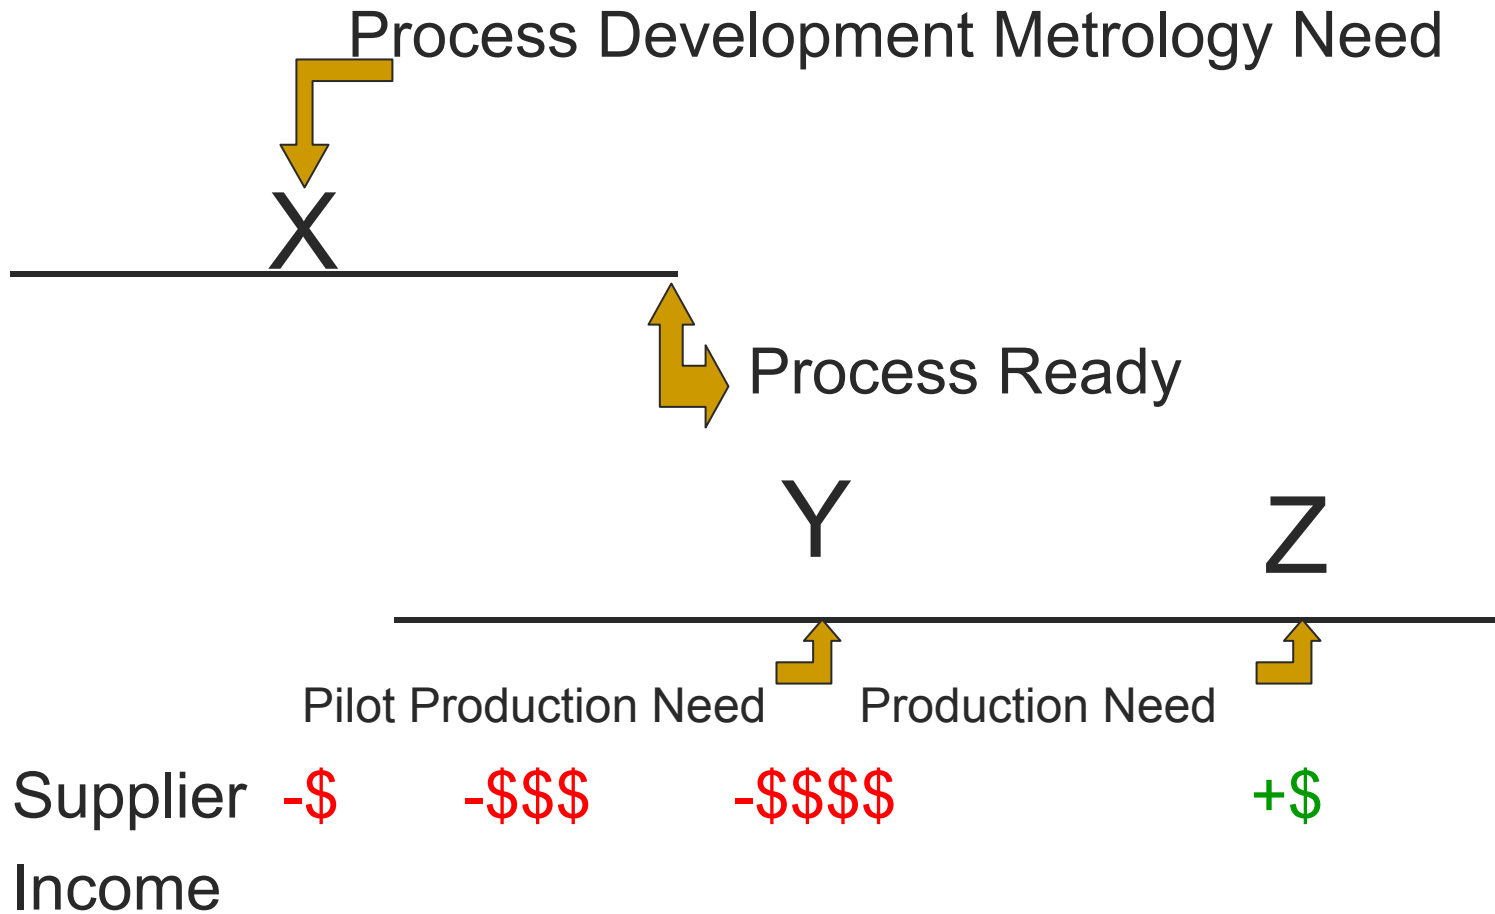 Process Development Metrology Need
X
Process Ready
Y
Z
Pilot Production Need
Production Need
Supplier -$ -$$$ -$$$$ +$
Income